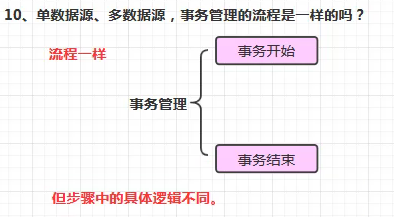 10、单数据源、多数据源，事务管理的流程是一样的吗？
流程一样
事务开始
事务管理
事务结束
但步骤中的具体逻辑不同。